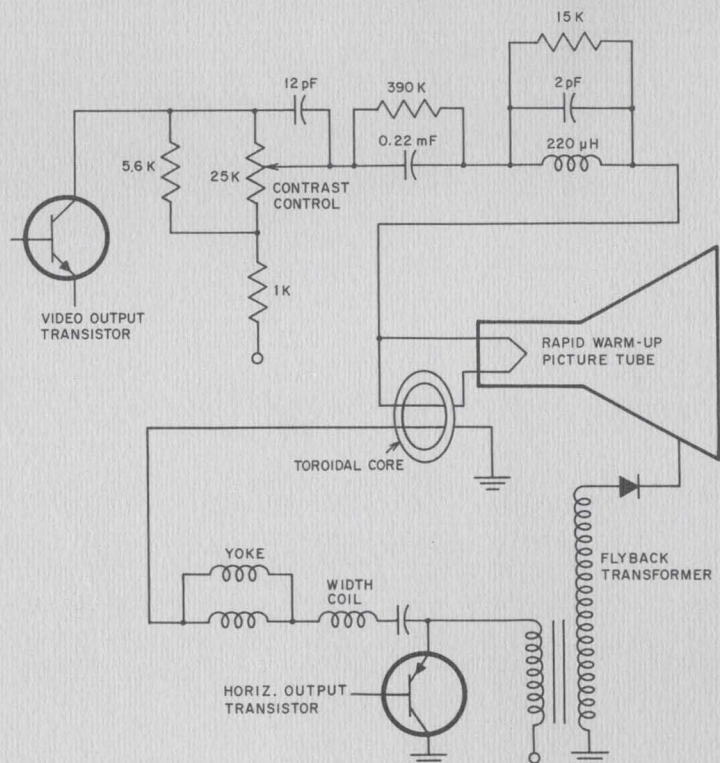 15 K
12 pF
390 K
2 pF
0.22 mF
220 µH
5.6 K
25K
CONTRAST
CONTROL
1 K
VIDEO OUTPUT
TRANSISTOR
RAPID WARM-UP
PICTURE TUBE
TOROIDAL CORE
YOKE
WIDTH
COIL
FLYBACK
TRANSFORMER
HORIZ. OUTPUT
TRANSISTOR